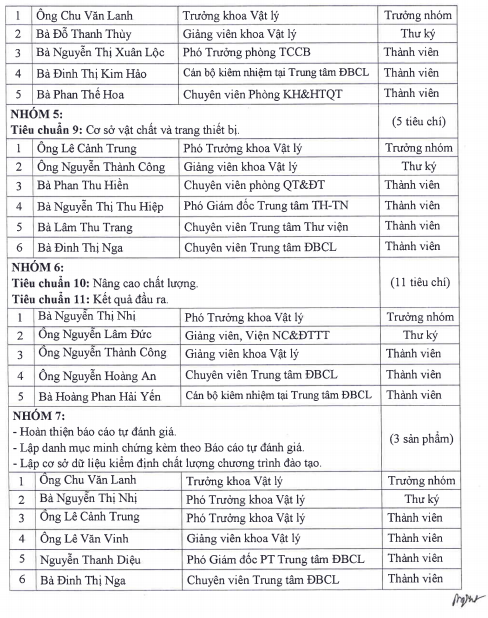 1 Ông Chu Văn Lanh Trưởng khoa Vật lý Trưởng nhóm
2 Bà Đỗ Thanh Thùy Giảng viên khoa Vật lý Thư ký
3 Bà Nguyễn Thị Xuân Lộc Phó Trưởng phòng TCCB Thành viên
4 Bà Đinh Thị Kim Hảo Cán bộ kiêm nhiệm tại Trung tâm ĐBCL Thành viên
5 Bà Phan Thế Hoa Chuyên viên Phòng KH&HTQT Thành viên
NHÓM 5:
Tiêu chuẩn 9: Cơ sở vật chất và trang thiết bị. (5 tiêu chí)
1 Ông Lê Cảnh Trung Phó Trưởng khoa Vật lý Trưởng nhóm
2 Ông Nguyễn Thành Công Giảng viên khoa Vật lý Thư ký
3 Bà Phan Thu Hiền Chuyên viên phòng QT&ĐT Thành viên
4 Bà Nguyễn Thị Thu Hiệp Phó Giám đốc Trung tâm TH-TN Thành viên
5 Bà Lâm Thu Trang Chuyên viên Trung tâm Thư viện Thành viên
6 Bà Đinh Thị Nga Chuyên viên Trung tâm ĐBCL Thành viên
NHÓM 6:
Tiêu chuẩn 10: Nâng cao chất lượng. (11 tiêu chí)
Tiêu chuẩn 11: Kết quả đầu ra.
1 Bà Nguyễn Thị Nhị Phó Trưởng khoa Vật lý Trưởng nhóm
2 Ông Nguyễn Lâm Đức Giảng viên, Viện NC&ĐTTT Thư ký
3 Ông Nguyễn Thành Công Giảng viên khoa Vật lý Thành viên
4 Ông Nguyễn Hoàng An Chuyên viên Trung tâm ĐBCL Thành viên
5 Bà Hoàng Phan Hải Yến Cán bộ kiêm nhiệm tại Trung tâm ĐBCL Thành viên
NHÓM 7:
- Hoàn thiện báo cáo tự đánh giá.
- Lập danh mục minh chứng kèm theo Báo cáo tự đánh giá. (3 sản phẩm)
- Lập cơ sở dữ liệu kiểm định chất lượng chương trình đào tạo.
1 Ông Chu Văn Lanh Trưởng khoa Vật lý Trưởng nhóm
2 Bà Nguyễn Thị Nhị Phó Trưởng khoa Vật lý Thư ký
3 Ông Lê Cảnh Trung Phó Trưởng khoa Vật lý Thành viên
4 Ông Lê Văn Vinh Giảng viên khoa Vật lý Thành viên
5 Nguyễn Thanh Diệu Phó Giám đốc PT Trung tâm ĐBCL Thành viên
6 Bà Đinh Thị Nga Chuyên viên Trung tâm ĐBCL Thành viên